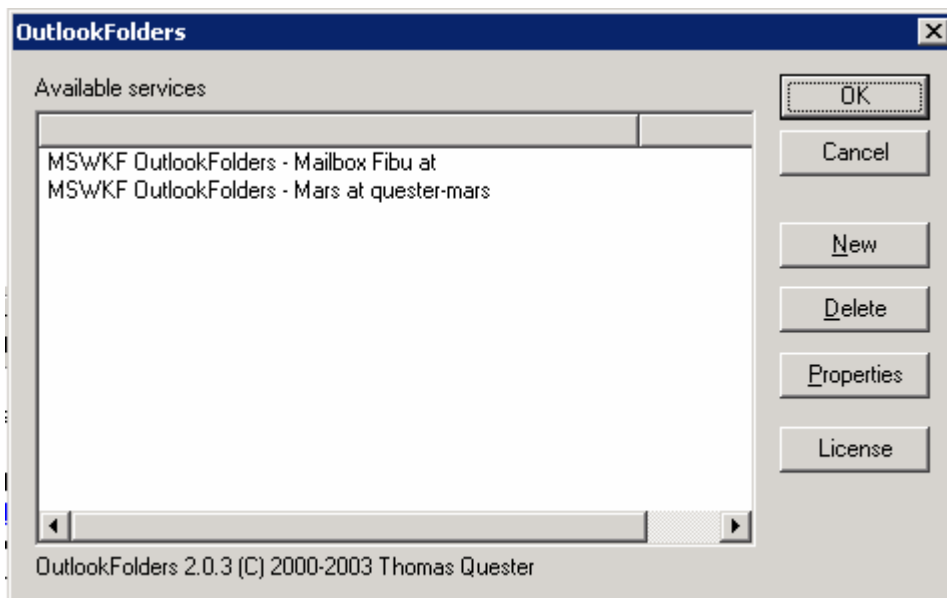 OutlookFolders
Available services
OK
Cancel
MSWKF OutlookFolders - Mailbox Fibu at
MSWKF OutlookFolders - Mars at quester-mars
New
Delete
Properties
License
OutlookFolders 2.0.3 (C) 2000-2003 Thomas Quester